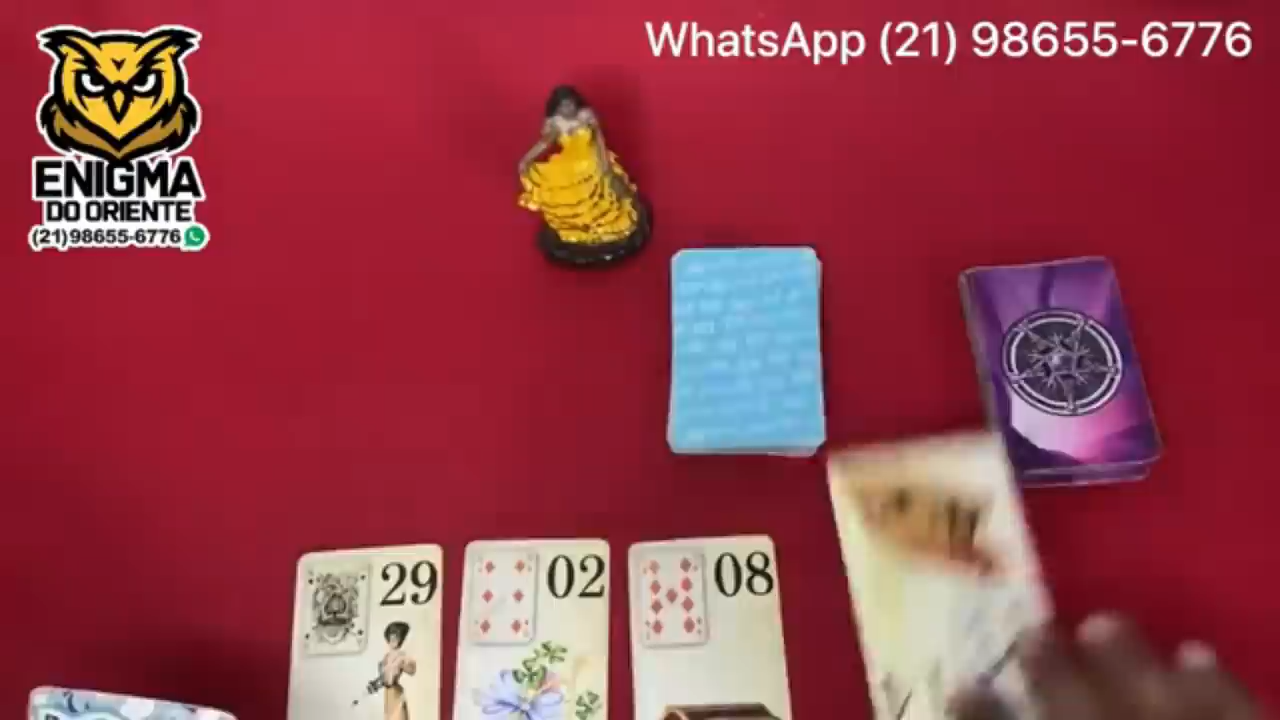 WhatsApp (21) 98655-6776
ENIGMA
DO ORIENTE
(21)98655-6776
29
02
08